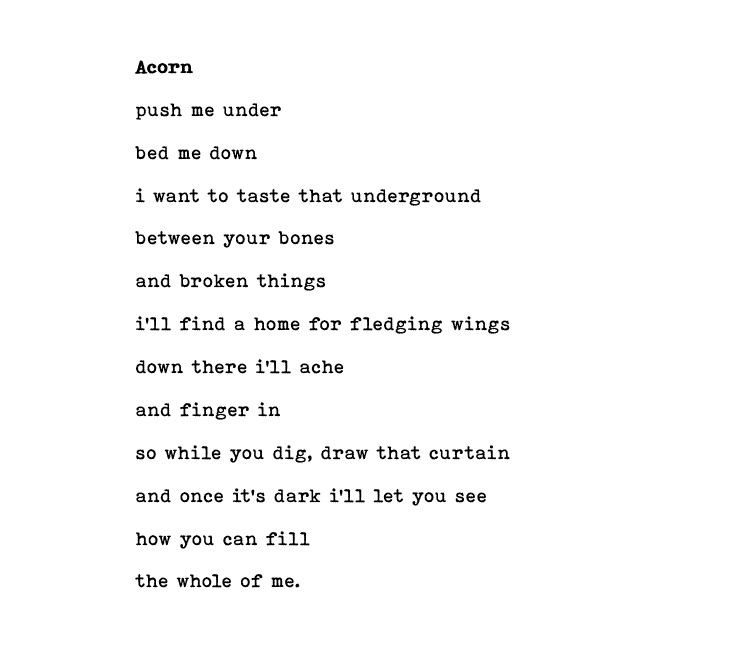 Acorn
push me under
bed me down
i want to taste that underground
between your bones
and broken things
i'll find a home for fledging wings
down there i'll ache
and finger in
so while you dig, draw that curtain
and once it's dark i'll let you see
how you can fill
the whole of me.